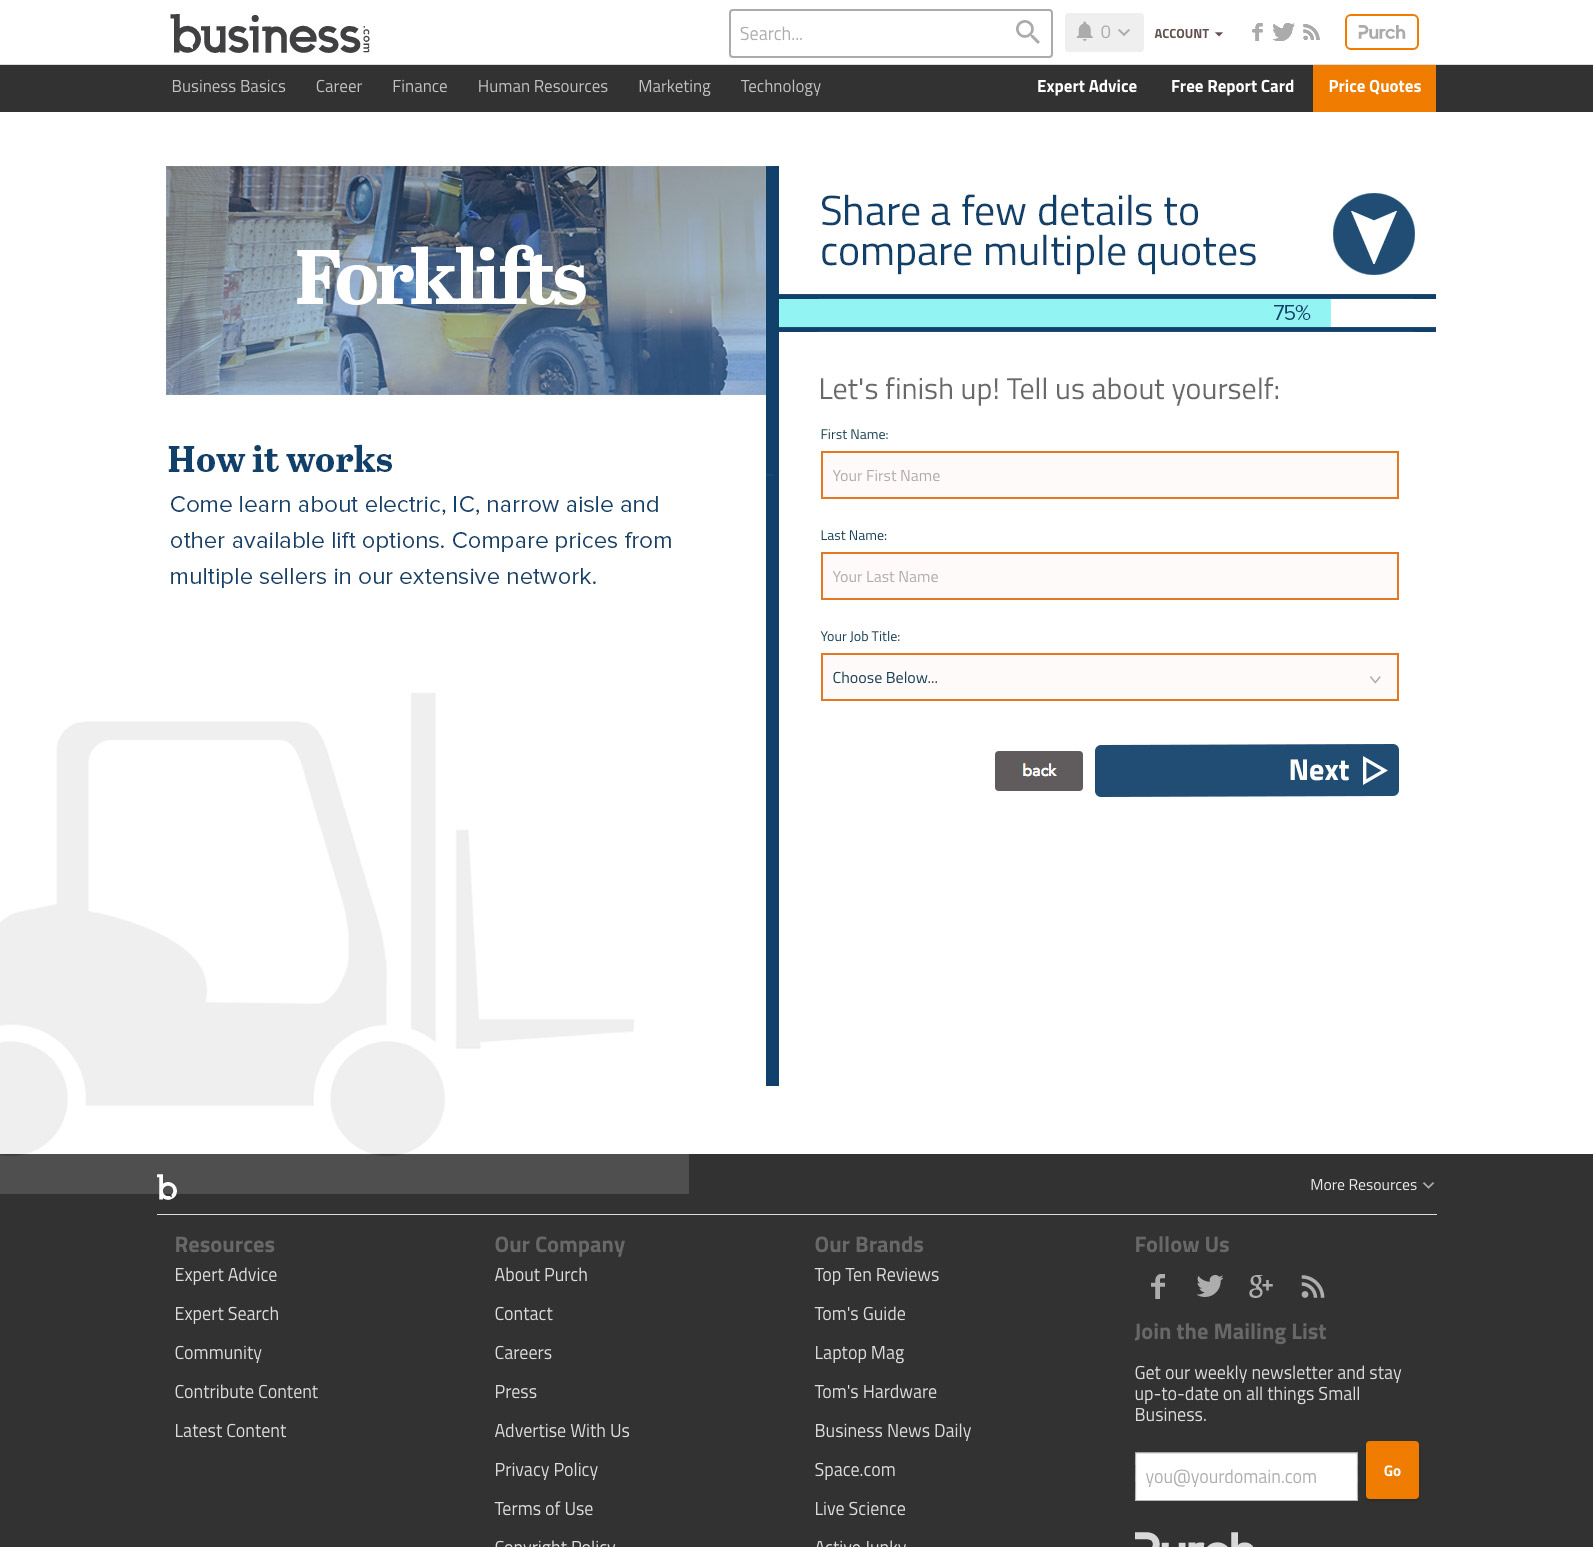 business.com
Search...
0
ACCOUNT
Purch
Business Basics
Career
Finance
Human Resources
Marketing
Technology
Expert Advice
Free Report Card
Price Quotes
Forklifts
How it works
Come learn about electric, IC, narrow aisle and
other available lift options. Compare prices from
multiple sellers in our extensive network.
Share a few details to
compare multiple quotes
75%
Let's finish up! Tell us about yourself:
First Name:
Your First Name
Last Name:
Your Last Name
Your Job Title:
Choose Below...
back
Next
b
More Resources
Resources
Expert Advice
Expert Search
Community
Contribute Content
Latest Content
Our Company
About Purch
Contact
Careers
Press
Advertise With Us
Privacy Policy
Terms of Use
Copyright Policy
Our Brands
Top Ten Reviews
Tom's Guide
Laptop Mag
Tom's Hardware
Business News Daily
Space.com
Live Science
Active Junky
Follow Us
Join the Mailing List
Get our weekly newsletter and stay
up-to-date on all things Small
Business.
you@yourdomain.com
Go
Purch